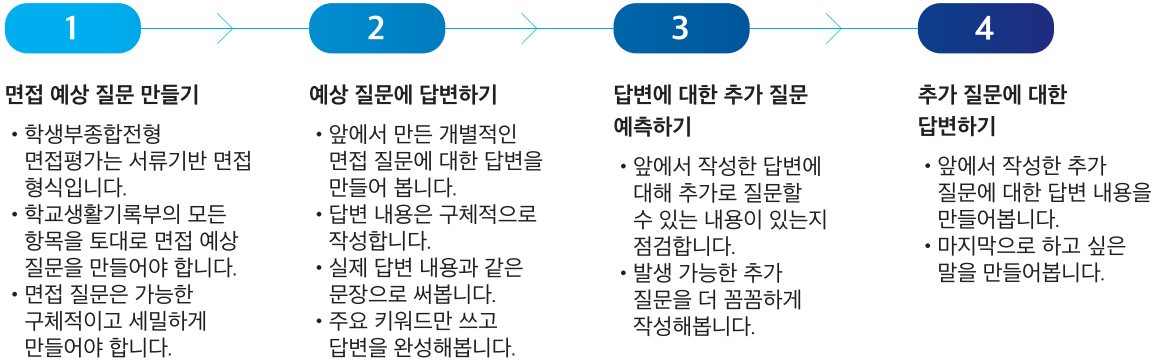 1
면접 예상 질문 만들기
• 학생부종합전형
면접평가는 서류기반 면접
형식입니다.
• 학교생활기록부의 모든
항목을 토대로 면접 예상
질문을 만들어야 합니다.
• 면접 질문은 가능한
구체적이고 세밀하게
만들어야 합니다.
2
예상 질문에 답변하기
• 앞에서 만든 개별적인
면접 질문에 대한 답변을
만들어 봅니다.
• 답변 내용은 구체적으로
작성합니다.
• 실제 답변 내용과 같은
문장으로 써봅니다.
• 주요 키워드만 쓰고
답변을 완성해봅니다.
3
답변에 대한 추가 질문
예측하기
• 앞에서 작성한 답변에
대해 추가로 질문할
수 있는 내용이 있는지
점검합니다.
• 발생 가능한 추가
질문을 더 꼼꼼하게
작성해봅니다.
4
추가 질문에 대한
답변하기
• 앞에서 작성한 추가
질문에 대한 답변 내용을
만들어봅니다.
• 마지막으로 하고 싶은
말을 만들어봅니다.